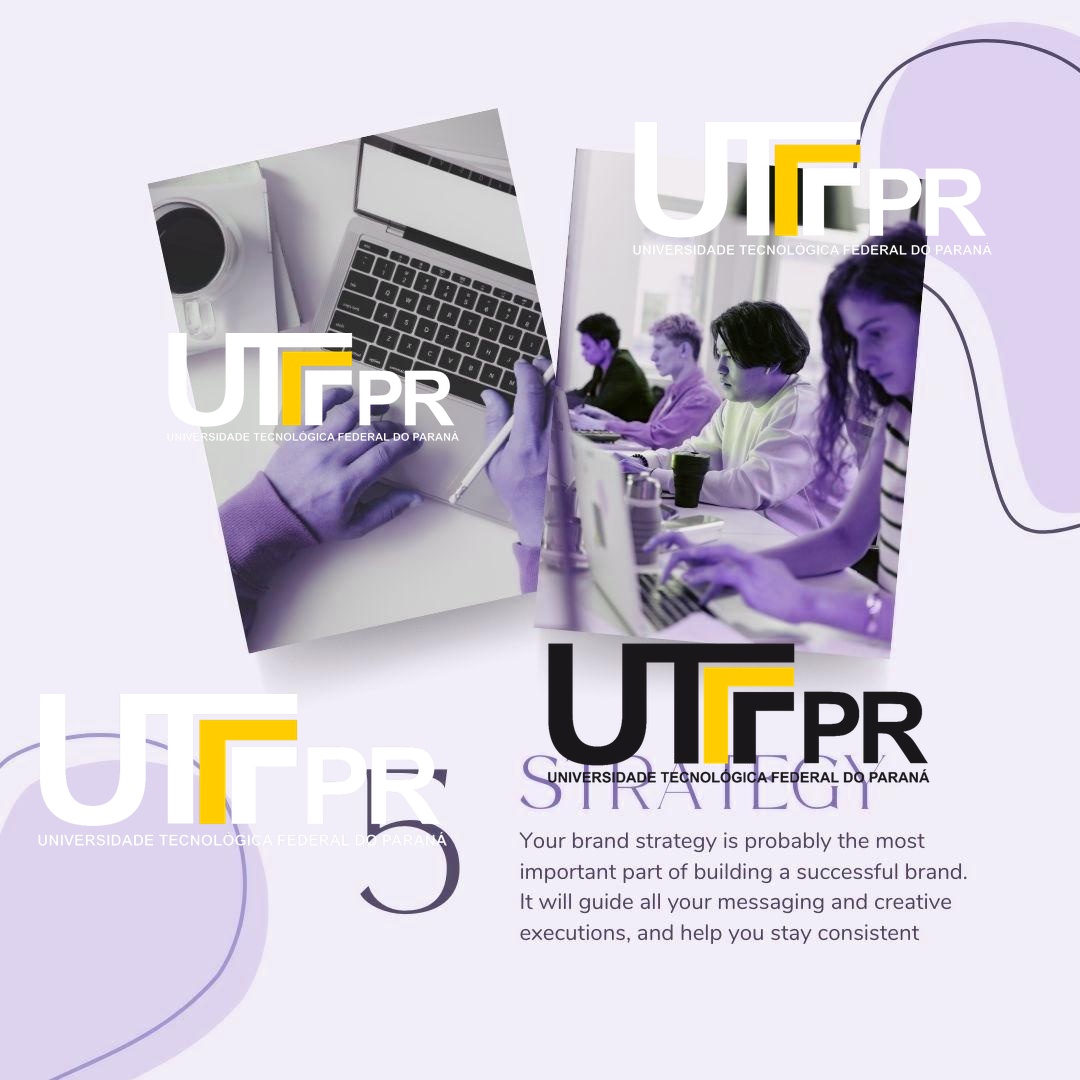 UTFPR
UNIVERSIDADE TECNOLÓGICA FEDERAL DO PARANÁ
UTFPR
UNIVERSIDADE TECNOLÓGICA FEDERAL DO PARANÁ
UTFPR
UNIVERSIDADE TECNOLÓGICA FEDERAL DO PARANÁ
UTFPR
UNIVERSIDADE TECNOLÓGICA FEDERAL DO PARANÁ
5
STRATEGY
Your brand strategy is probably the most
important part of building a successful brand.
It will guide all your messaging and creative
executions, and help you stay consistent